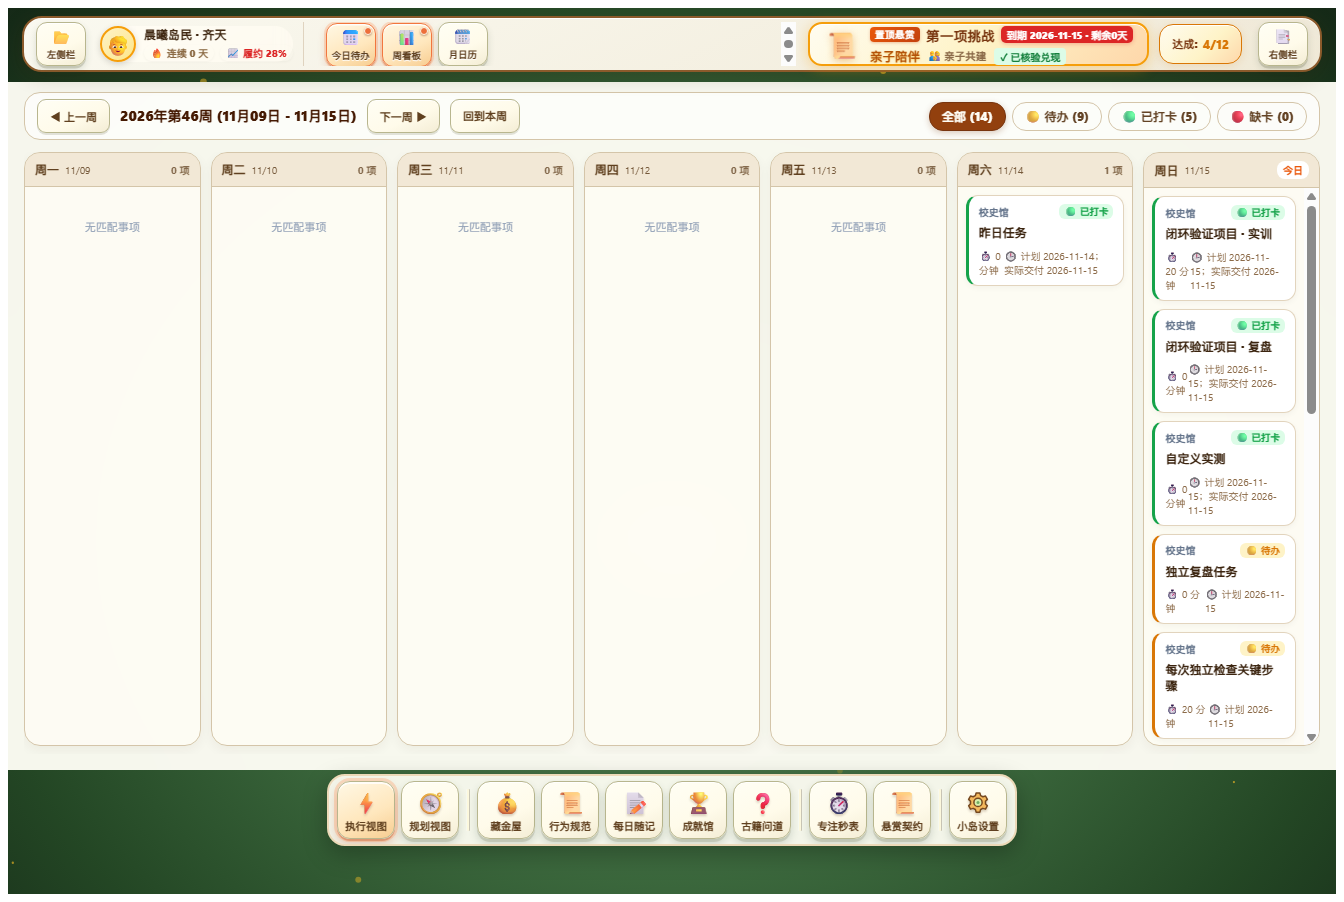 左侧栏
晨曦岛民 · 齐天
连续 0 天
履约 28%
今日待办
周看板
月日历
置顶悬赏
第一项挑战
到期 2026-11-15 · 剩余0天
亲子陪伴
亲子共建
✓ 已核验兑现
达成: 4/12
右侧栏
◀ 上一周
2026年第46周 (11月09日 - 11月15日)
下一周 ▶
回到本周
全部 (14)
待办 (9)
已打卡 (5)
缺卡 (0)
周一 11/09 0 项
无匹配事项
周二 11/10 0 项
无匹配事项
周三 11/11 0 项
无匹配事项
周四 11/12 0 项
无匹配事项
周五 11/13 0 项
无匹配事项
周六 11/14 1 项
校史馆 已打卡
昨日任务
0 分钟
计划 2026-11-14；
实际交付 2026-11-15
周日 11/15 今日
校史馆 已打卡
闭环验证项目 · 实训
20 分钟
计划 2026-11-
15；实际交付 2026-
11-15
校史馆 已打卡
闭环验证项目 · 复盘
0 分钟
计划 2026-11-
15；实际交付 2026-
11-15
校史馆 已打卡
自定义实测
0 分钟
计划 2026-11-
15；实际交付 2026-
11-15
校史馆 待办
独立复盘任务
0 分钟
计划 2026-11-
15
校史馆 待办
每次独立检查关键步
骤
20 分钟
计划 2026-
11-15
执行视图
规划视图
藏金屋
行为规范
每日随记
成就馆
古籍问道
专注秒表
悬赏契约
小岛设置